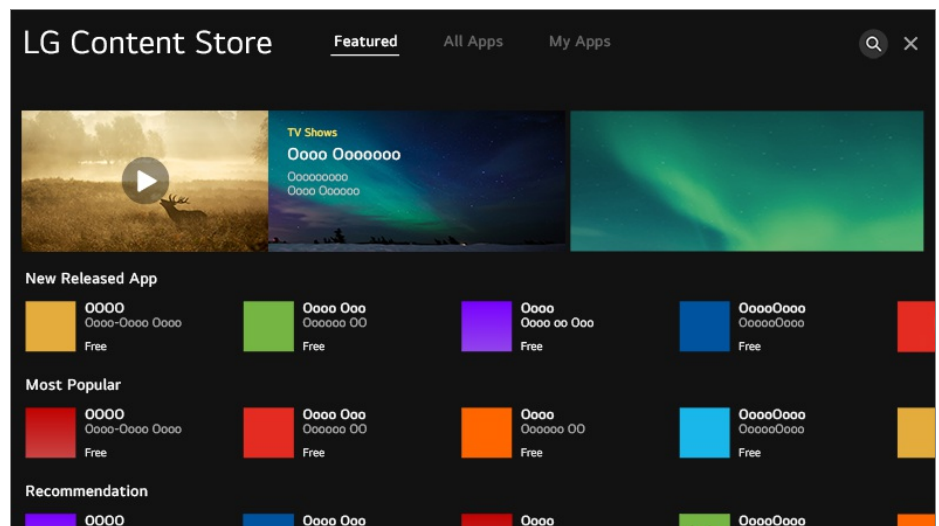 LG Content Store
Featured
All Apps
My Apps
TV Shows
Oooo Ooooooo
Ooooooooo
Oooo Oooooo
New Released App
OOOO
Oooo-Oooo Oooo
Free
Oooo Ooo
Oooooo OO
Free
Oooo
Oooo oo Ooo
Free
OoooOooo
OooooOooo
Free
Most Popular
OOOO
Oooo-Oooo Oooo
Free
Oooo Ooo
Oooooo OO
Free
Oooo
Oooooo OO
Free
OoooOooo
OooooOooo
Free
Recommendation
OOOO
Oooo Ooo
Oooo
OoooOooo